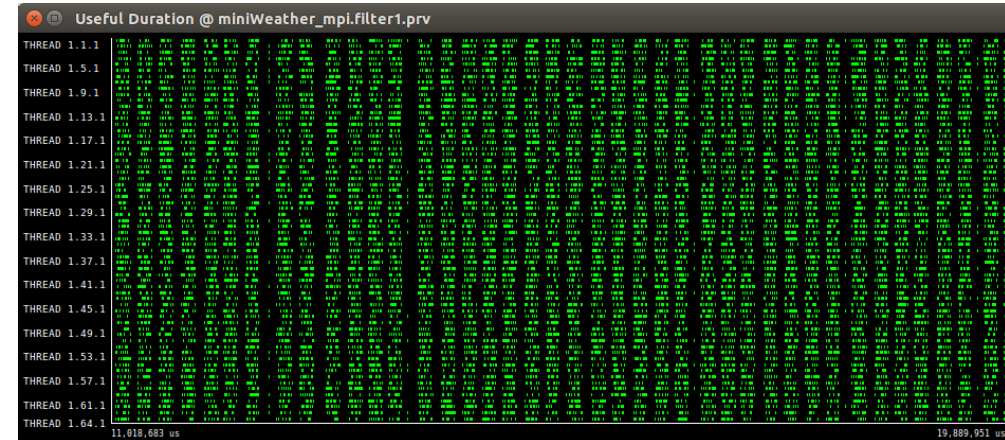 Useful Duration @ miniWeather_mpi.filter1.prv
THREAD 1.1.1
THREAD 1.5.1
THREAD 1.9.1
THREAD 1.13.1
THREAD 1.17.1
THREAD 1.21.1
THREAD 1.25.1
THREAD 1.29.1
THREAD 1.33.1
THREAD 1.37.1
THREAD 1.41.1
THREAD 1.45.1
THREAD 1.49.1
THREAD 1.53.1
THREAD 1.57.1
THREAD 1.61.1
THREAD 1.64.1
11,018,683 us 19,889,951 us